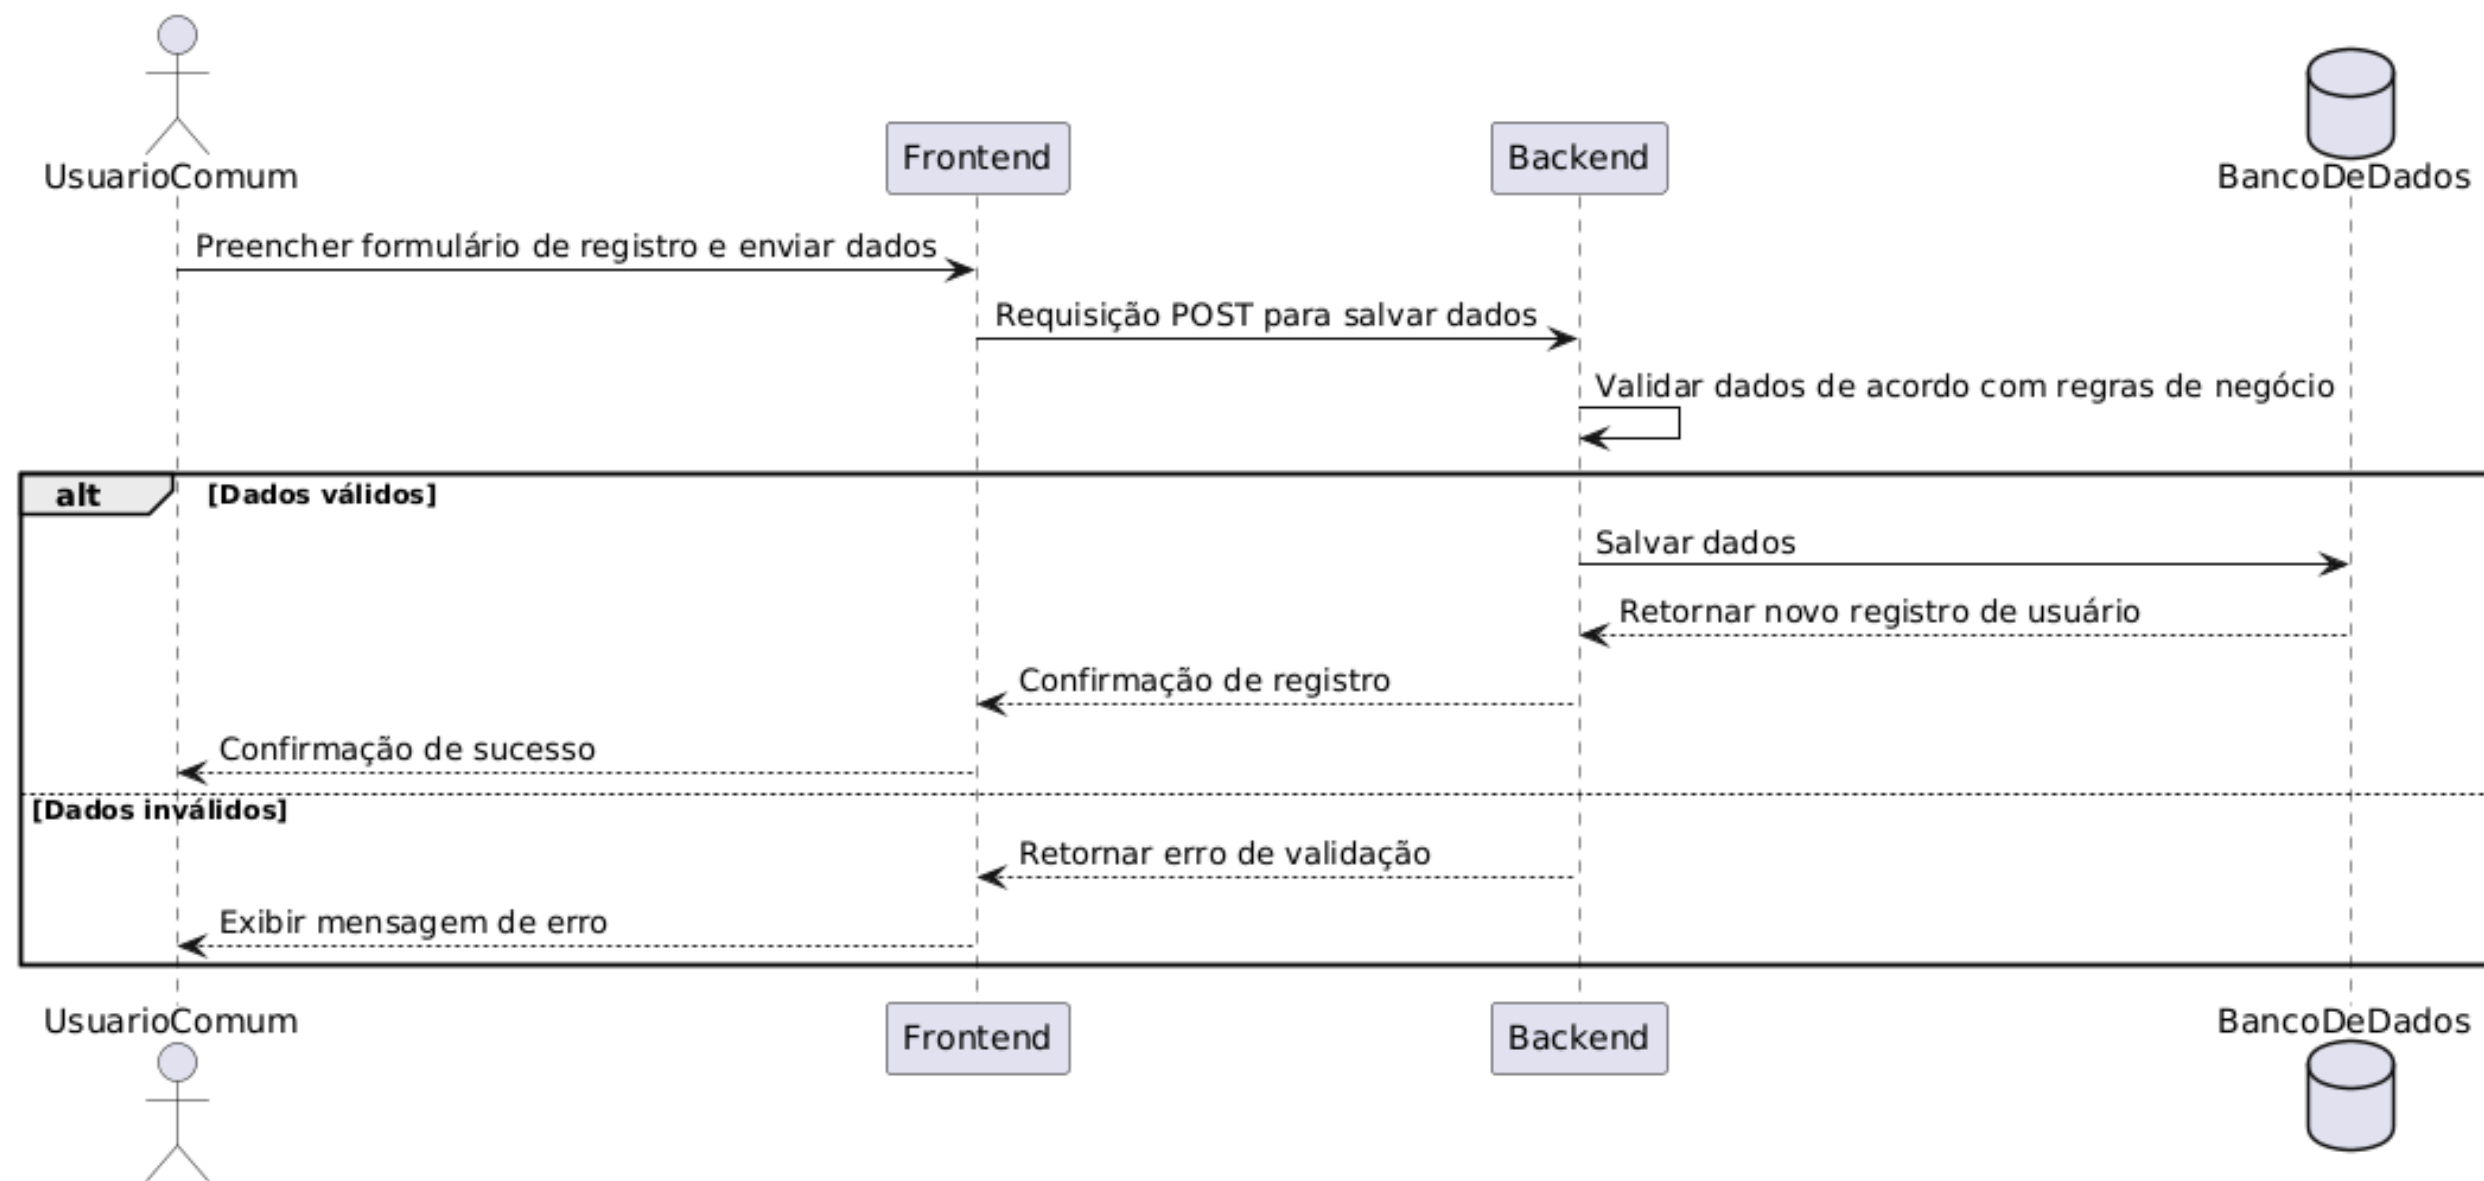 UsuarioComum
Frontend
Backend
BancoDeDados
Preencher formulário de registro e enviar dados
Requisição POST para salvar dados
Validar dados de acordo com regras de negócio
alt
[Dados válidos]
Salvar dados
Retornar novo registro de usuário
Confirmação de registro
Confirmação de sucesso
[Dados inválidos]
Retornar erro de validação
Exibir mensagem de erro
UsuarioComum
Frontend
Backend
BancoDeDados